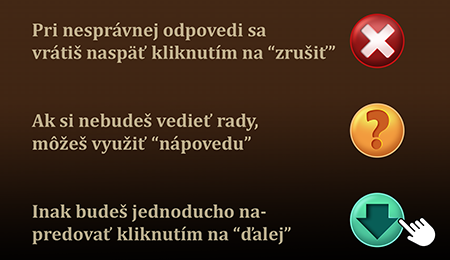 Pri nesprávnej odpovedi sa
vrátiš naspäť kliknutím na “zrušiť”
Ak si nebudeš vedieť rady,
môžeš využiť “nápovedu”
Inak budeš jednoducho na-
predovať kliknutím na “ďalej”